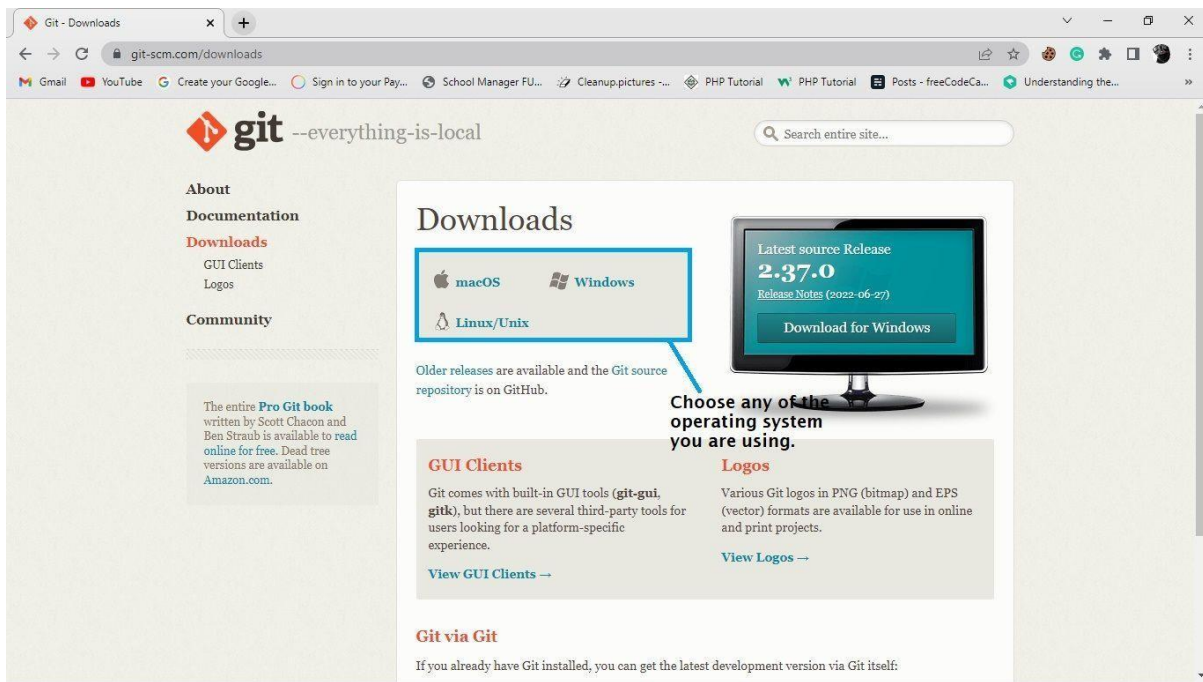 Git - Downloads
git-scm.com/downloads
Gmail YouTube Create your Google... Sign in to your Pay... School Manager FU... Cleanup.pictures -... PHP Tutorial PHP Tutorial Posts - freeCodeCa... Understanding the... »
git --everything-is-local
Search entire site...
About
Documentation
Downloads
GUI Clients
Logos
Community
The entire Pro Git book
written by Scott Chacon and
Ben Straub is available to read
online for free. Dead tree
versions are available on
Amazon.com.
Downloads
macOS Windows
Linux/Unix
Older releases are available and the Git source
repository is on GitHub.
Latest source Release
2.37.0
Release Notes (2022-06-27)
Download for Windows
Choose any of the
operating system
you are using.
GUI Clients
Git comes with built-in GUI tools (git-gui,
gitk), but there are several third-party tools for
users looking for a platform-specific
experience.
View GUI Clients →
Logos
Various Git logos in PNG (bitmap) and EPS
(vector) formats are available for use in online
and print projects.
View Logos →
Git via Git
If you already have Git installed, you can get the latest development version via Git itself: